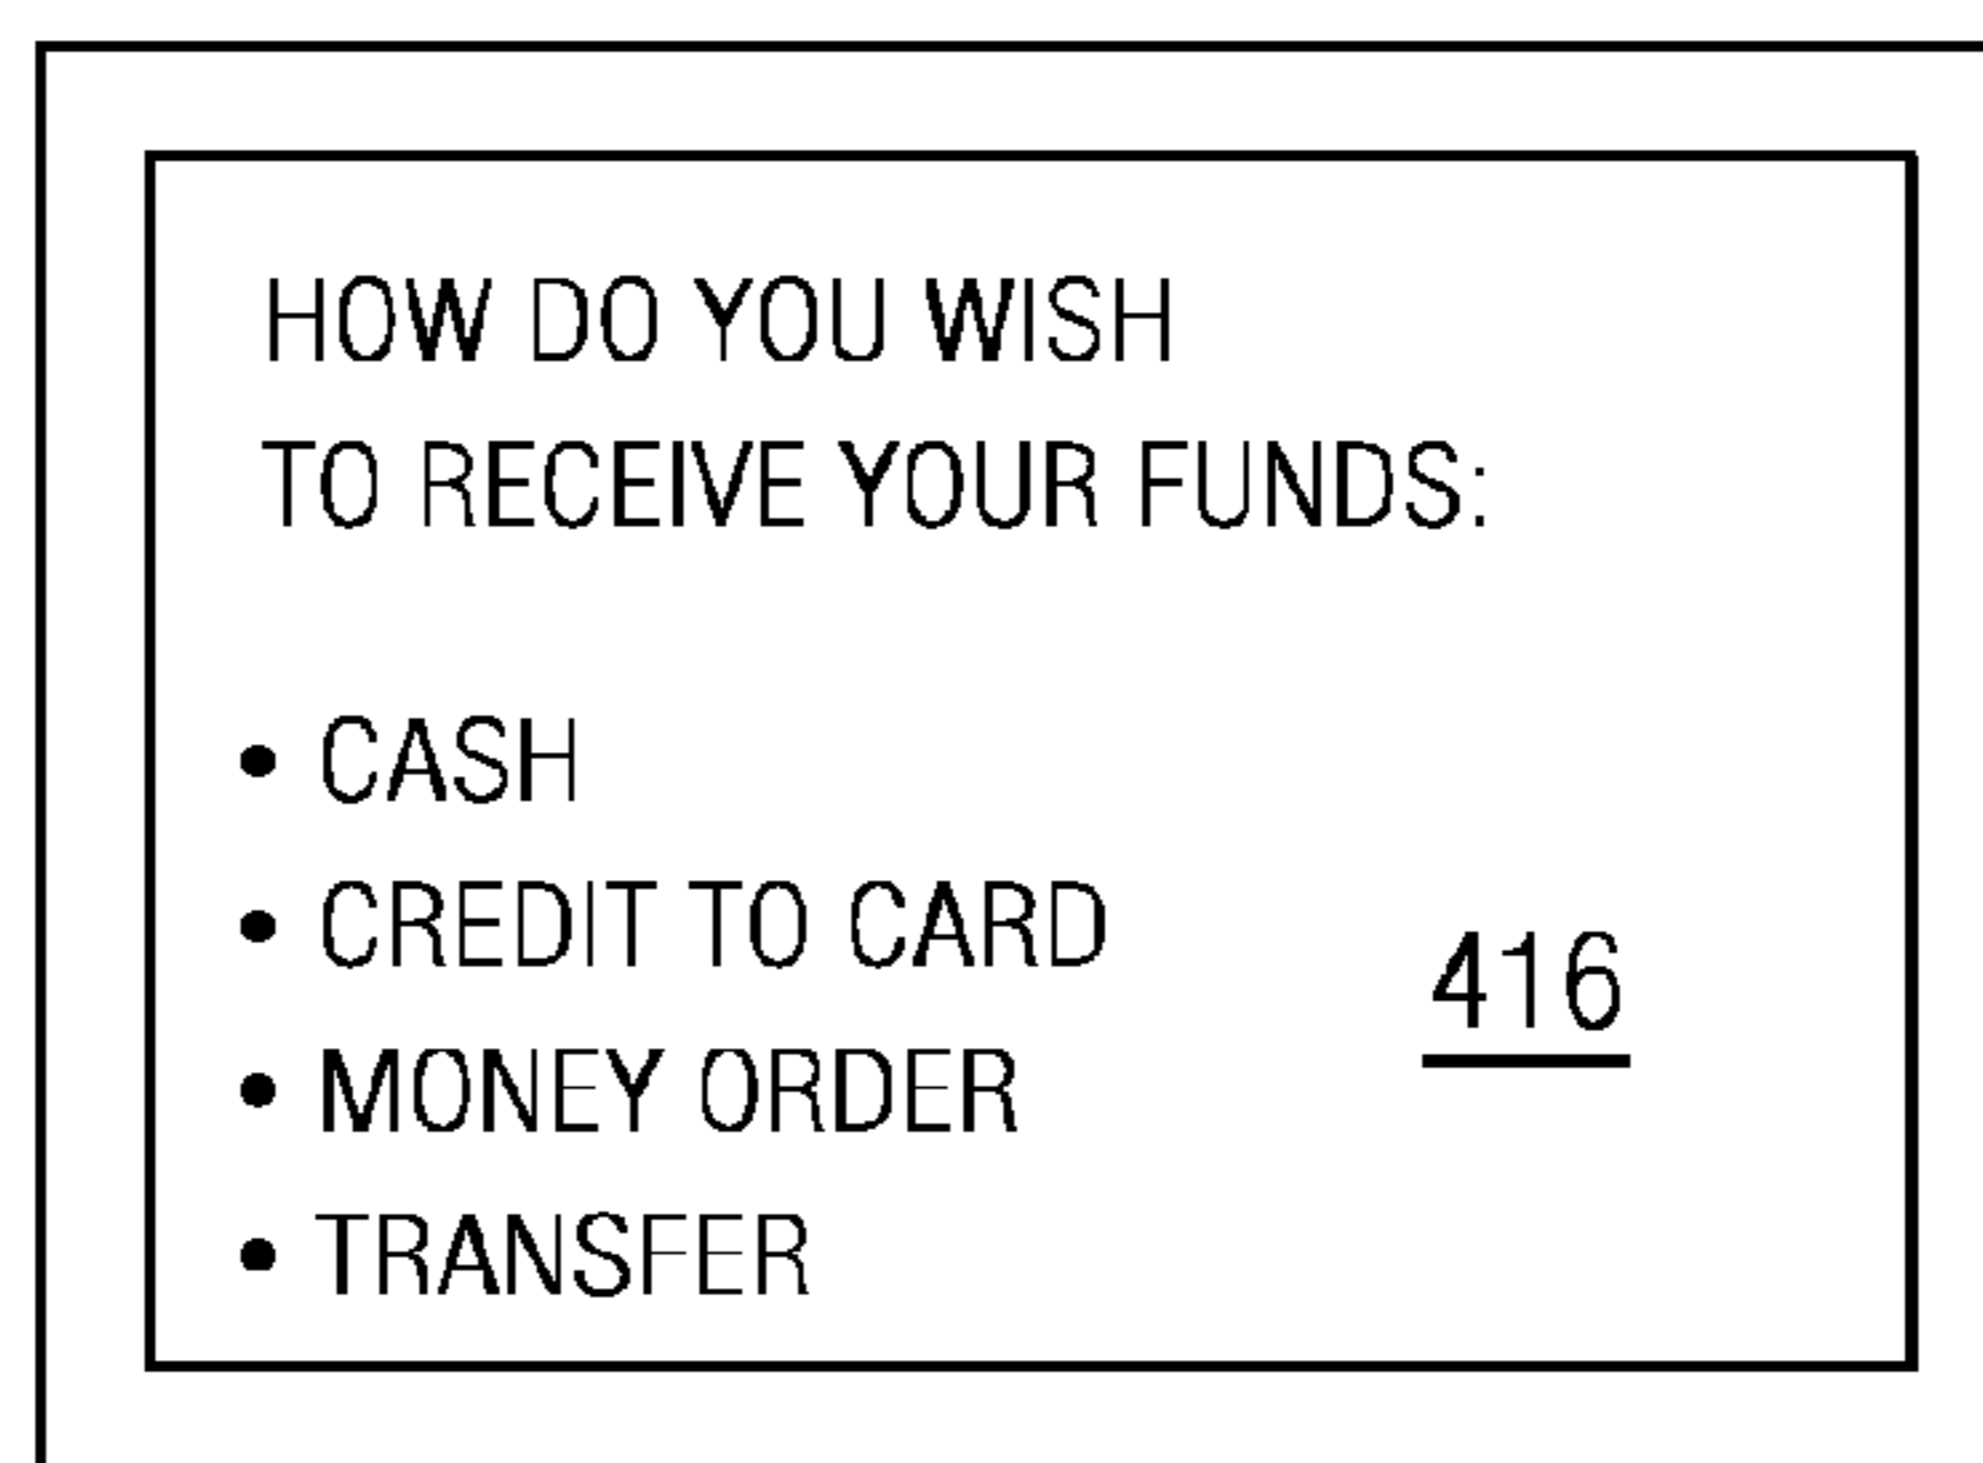 HOW DO YOU WISH
TO RECEIVE YOUR FUNDS:
• CASH
• CREDIT TO CARD
• MONEY ORDER
• TRANSFER
416